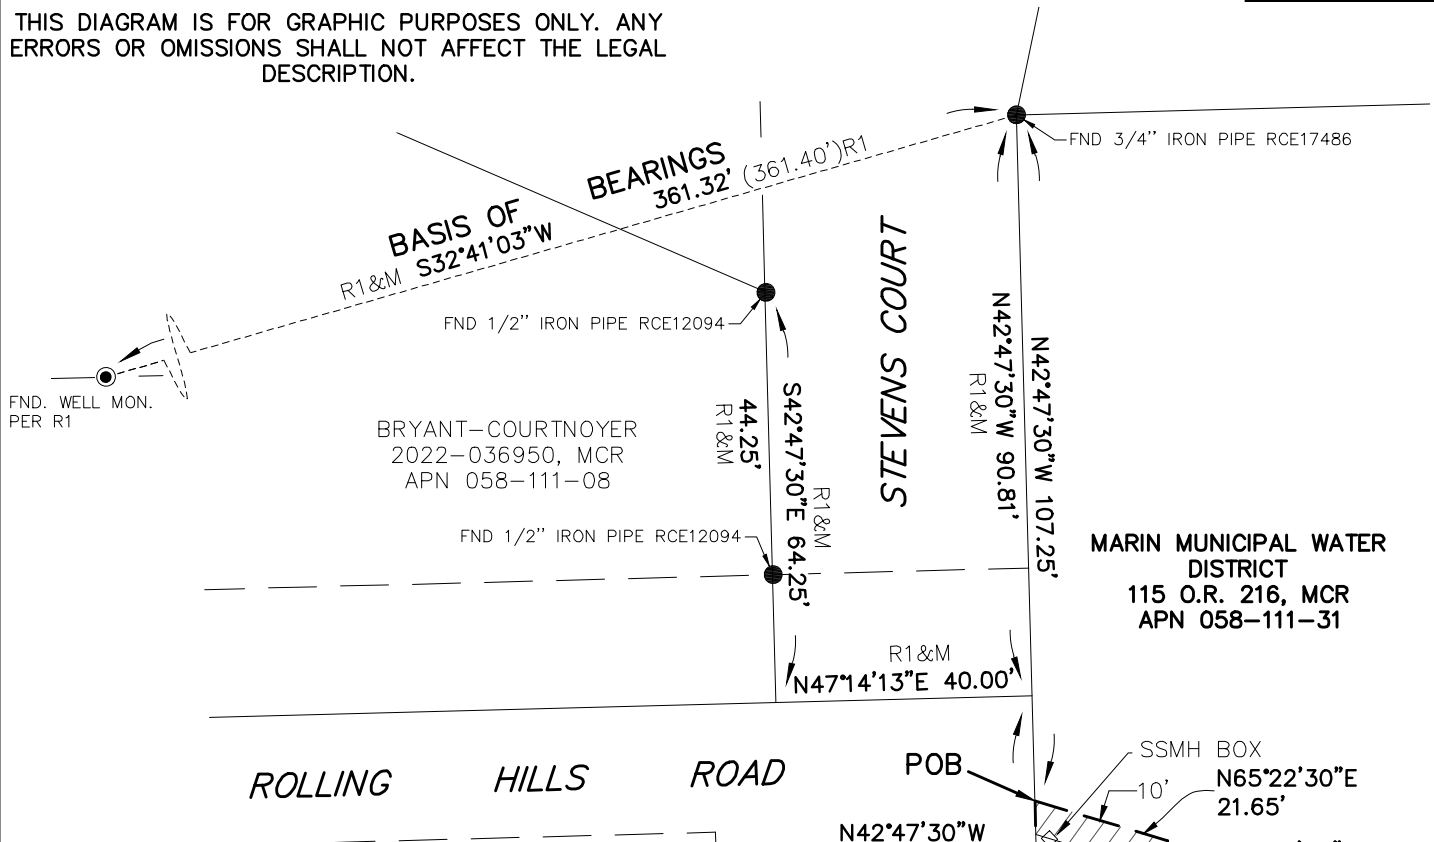 THIS DIAGRAM IS FOR GRAPHIC PURPOSES ONLY. ANY
ERRORS OR OMISSIONS SHALL NOT AFFECT THE LEGAL
DESCRIPTION.
FND 3/4" IRON PIPE RCE17486
BASIS OF BEARINGS
R1&M S32°41'03"W 361.32' (361.40')R1
FND 1/2" IRON PIPE RCE12094
FND. WELL MON.
PER R1
BRYANT-COURTNOYER
2022-036950, MCR
APN 058-111-08
44.25'
R1&M
S42°47'30"E 64.25'
R1&M
STEVENS COURT
N42°47'30"W 90.81'
R1&M
N42°47'30"W 107.25'
FND 1/2" IRON PIPE RCE12094
MARIN MUNICIPAL WATER
DISTRICT
115 O.R. 216, MCR
APN 058-111-31
R1&M
N47°14'13"E 40.00'
ROLLING HILLS ROAD
POB
SSMH BOX
10'
N65°22'30"E
21.65'
N42°47'30"W